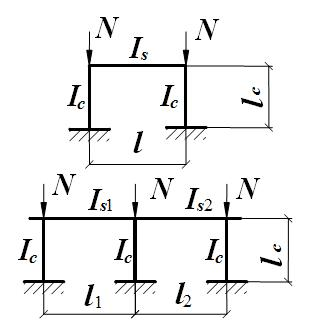 N N
I_s
I_c I_c l_c
l
N N N
I_s1 I_s2
I_c I_c I_c l_c
l_1 l_2